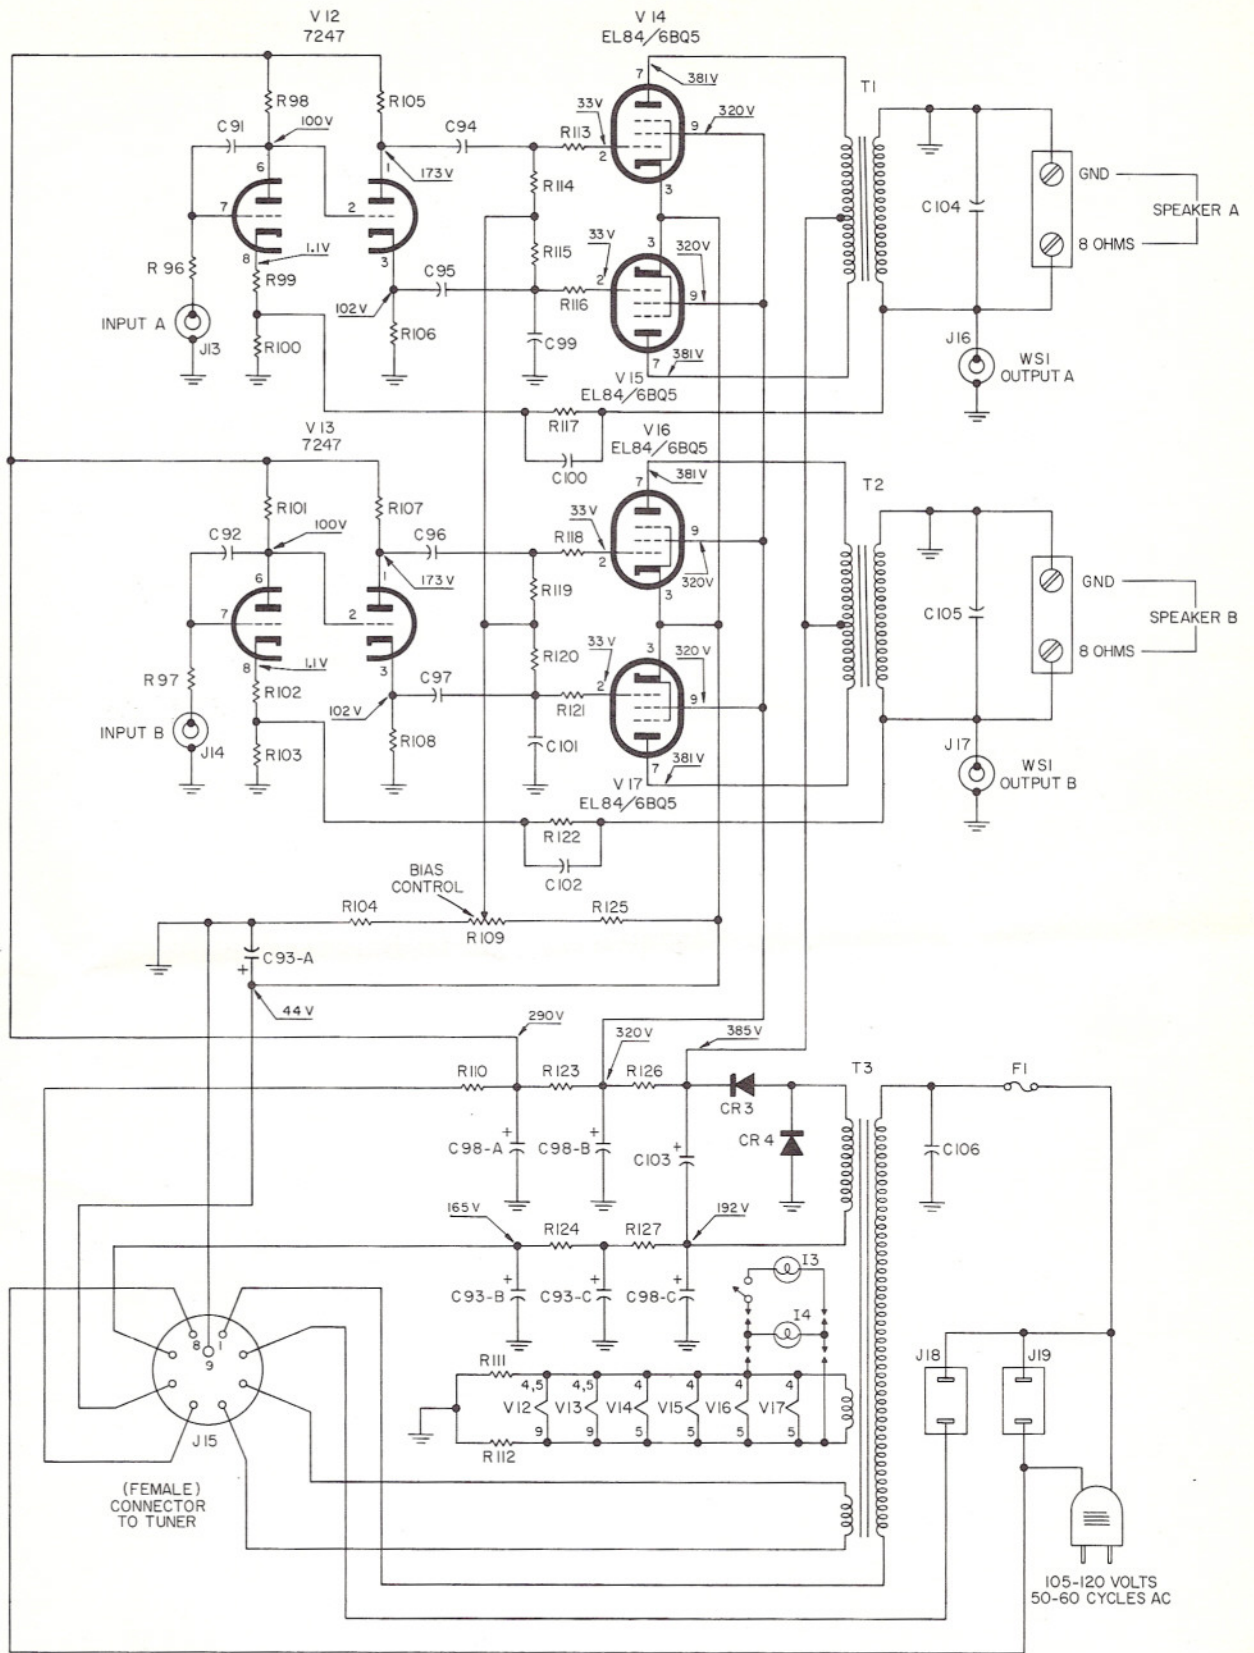 V 12
7247
V 14
EL84/6BQ5
R98
R105
C91
100V
C94
R113
33V
7
381V
320V
9
2
T1
6
1
173V
R114
3
7
2
R 96
8
1.1V
R99
3
C95
R115
33V
3
320V
2
9
R116
102V
R106
C99
INPUT A
J13
R100
7
381V
V 15
EL84/6BQ5
C104
GND
8 OHMS
SPEAKER A
J16
WSI
OUTPUT A
R117
C100
V 13
7247
V16
EL84/6BQ5
R101
R107
C92
100V
C96
R118
33V
7
381V
9
320V
2
T2
6
1
173V
R119
3
7
2
R97
8
1.1V
R102
3
C97
R120
33V
3
320V
2
9
R121
102V
R108
C101
INPUT B
J14
R103
7
381V
V 17
EL84/6BQ5
C105
GND
8 OHMS
SPEAKER B
J17
WSI
OUTPUT B
R122
C102
BIAS
CONTROL
R104
R109
R125
C93-A
+
44V
290V
320V
385V
R110
R123
R126
CR3
CR4
T3
F1
+
C98-A
+
C98-B
+
C103
C106
165V
R124
R127
192V
+
C93-B
+
C93-C
+
C98-C
I3
I4
8
1
9
J15
(FEMALE)
CONNECTOR
TO TUNER
R111
R112
4,5
4,5
4
4
4
4
V12
V13
V14
V15
V16
V17
9
9
5
5
5
5
J18
J19
105-120 VOLTS
50-60 CYCLES AC